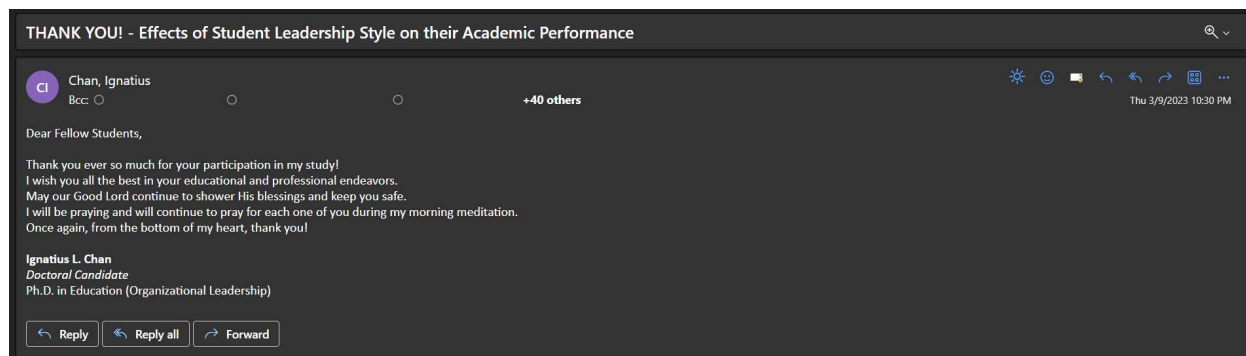 THANK YOU! - Effects of Student Leadership Style on their Academic Performance
CI
Chan, Ignatius
Bcc:
+40 others
Thu 3/9/2023 10:30 PM
Dear Fellow Students,
Thank you ever so much for your participation in my study!
I wish you all the best in your educational and professional endeavors.
May our Good Lord continue to shower His blessings and keep you safe.
I will be praying and will continue to pray for each one of you during my morning meditation.
Once again, from the bottom of my heart, thank you!
Ignatius L. Chan
Doctoral Candidate
Ph.D. in Education (Organizational Leadership)
Reply
Reply all
Forward